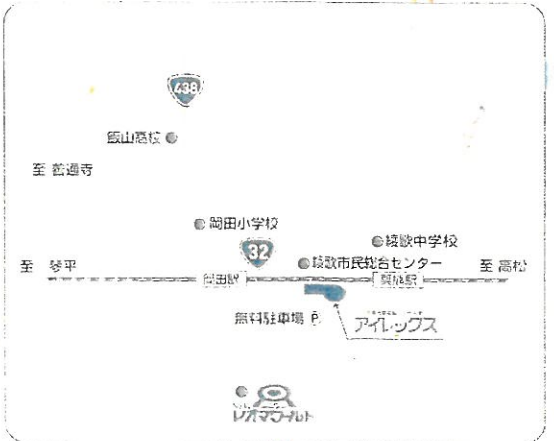 438
飯山高校
至 善通寺
岡田小学校
32
綾歌中学校
綾歌市民総合センター
至 琴平
至 高松
岡田駅
無料駐車場 P
アイレックス
レオマワールド